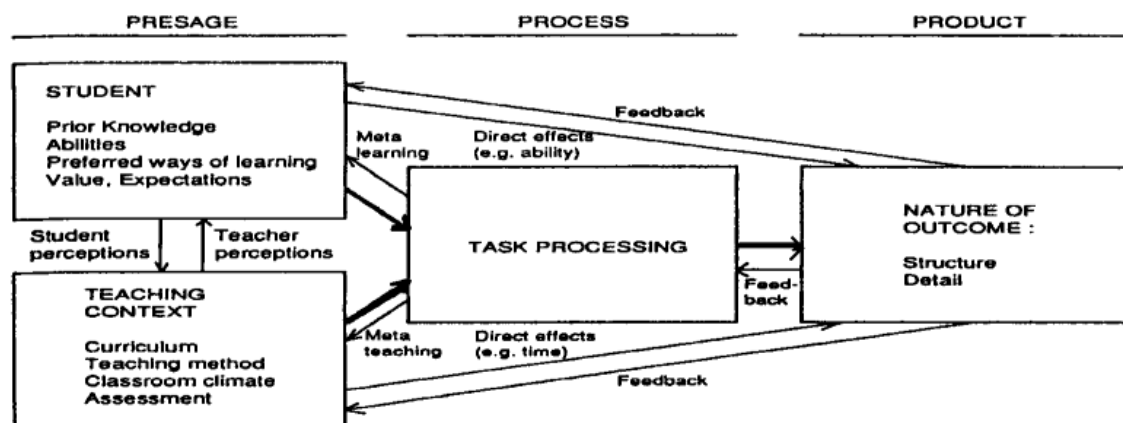 PRESAGE
PROCESS
PRODUCT
STUDENT
Prior Knowledge
Abilities
Preferred ways of learning
Value, Expectations
Meta
learning
Direct effects
(e.g. ability)
Feedback
Student
perceptions
Teacher
perceptions
TASK PROCESSING
NATURE OF
OUTCOME :
Structure
Detail
Feed-
back
TEACHING
CONTEXT
Curriculum
Teaching method
Classroom climate
Assessment
Meta
teaching
Direct effects
(e.g. time)
Feedback